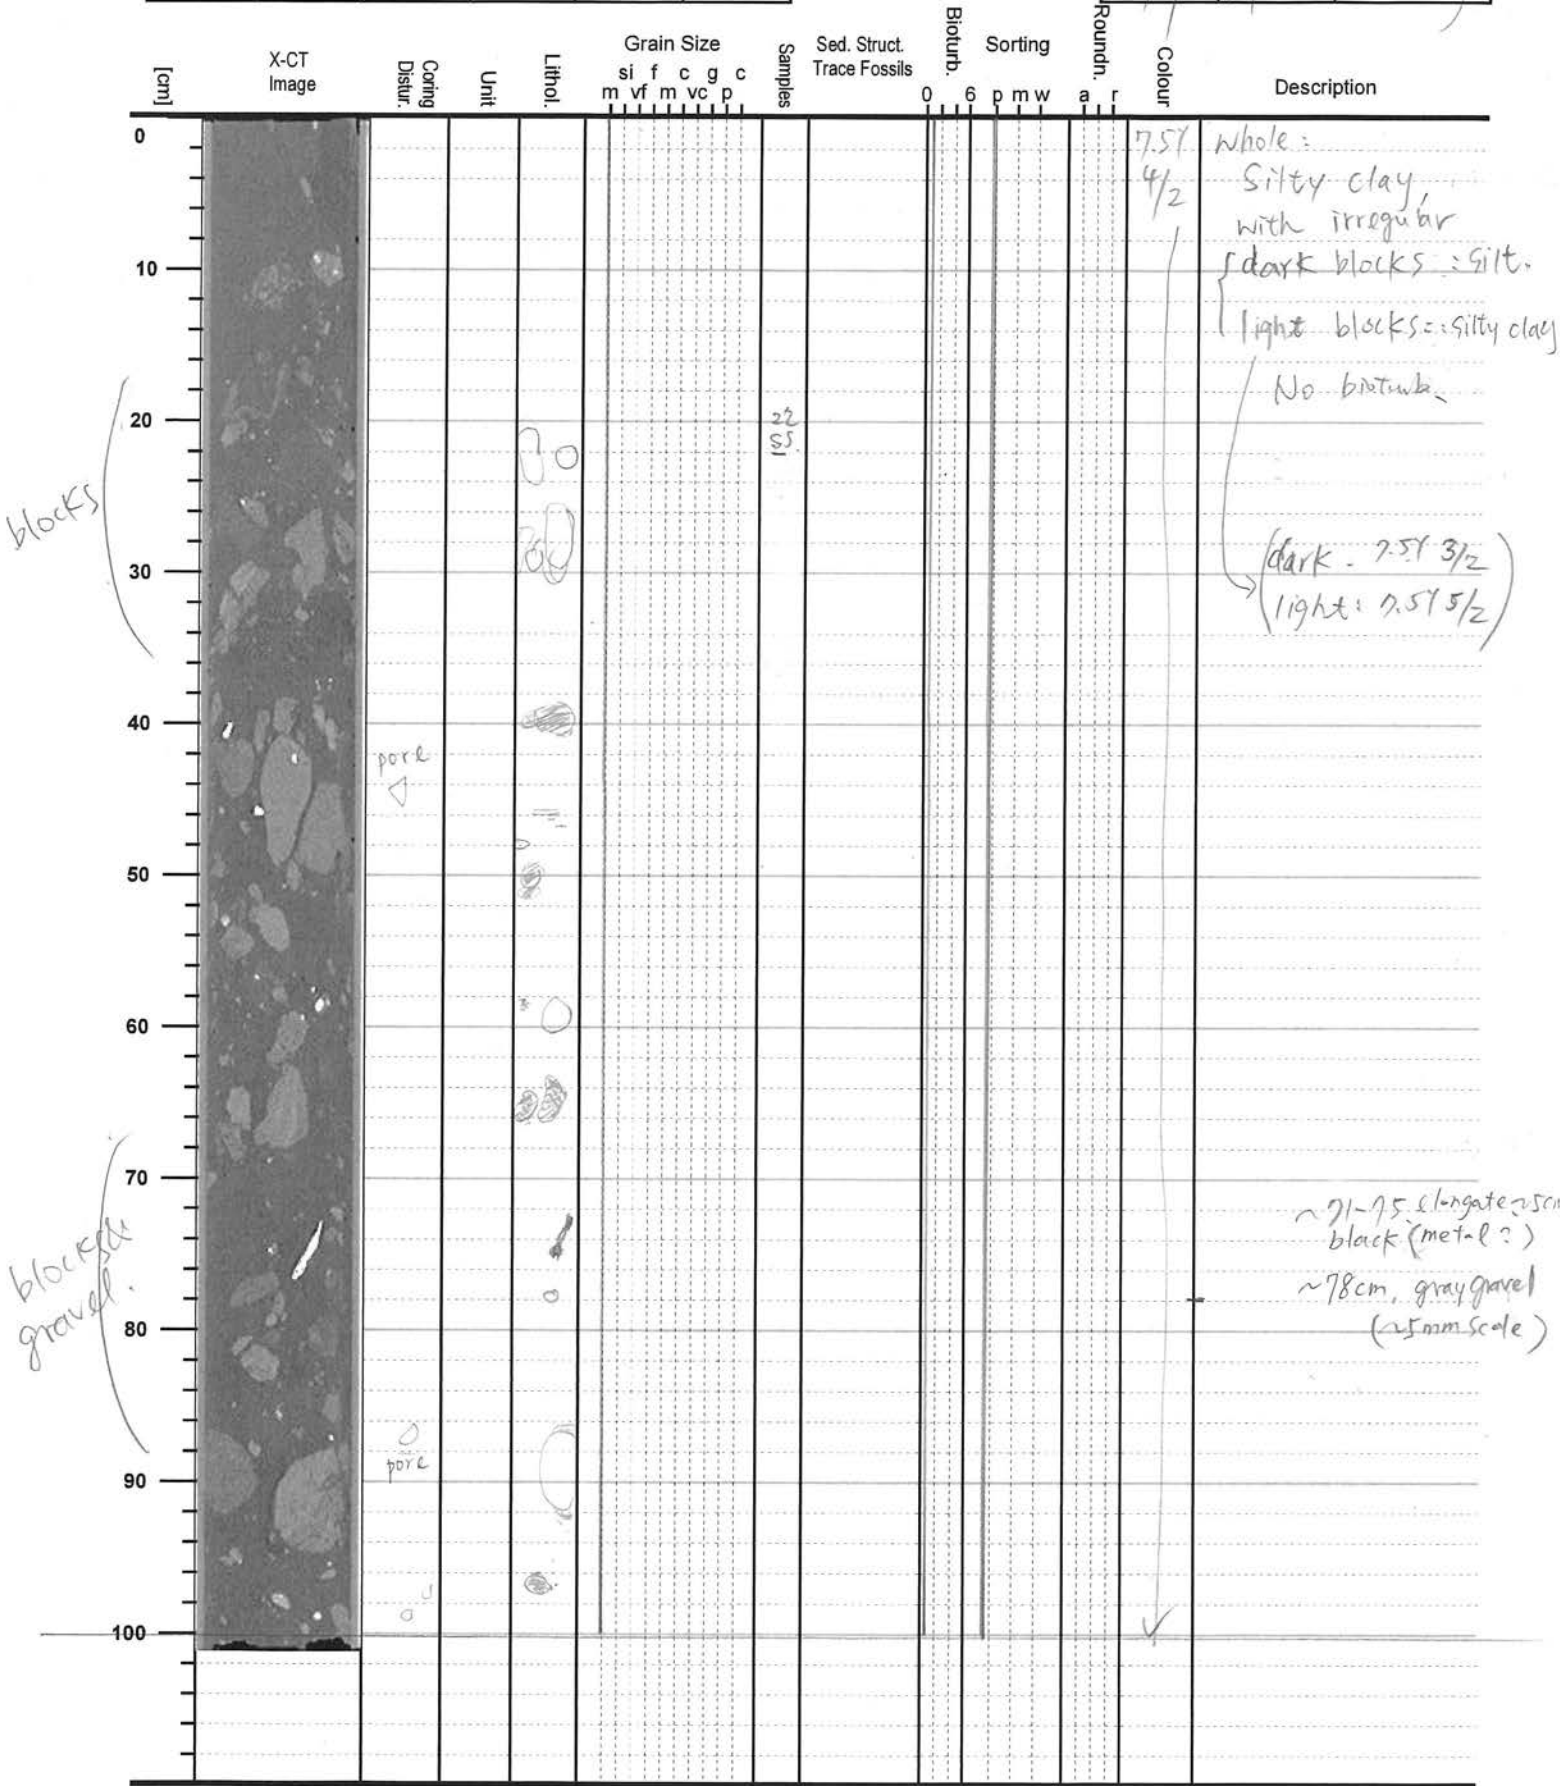 [cm]
X-CT
Image
Coring
Distur.
Unit
Lithol.
Grain Size
si f c g c
m vf m vc p
Samples
Sed. Struct.
Trace Fossils
Bioturb.
0 6
Sorting
p m w
Roundn.
a r
Colour
Description
0
10
20
30
40
50
60
70
80
90
100
blocks
blocks &
gravel.
pore
pore
22
SS
7.5Y
4/2
whole:
Silty clay,
with irregular
dark blocks : silt.
light blocks : silty clay
No bioturb.
dark - 7.5Y 3/2
light: 7.5Y 5/2
~71-75 elongate ~5cm
black (metal?)
~78cm, gray gravel
(~5mm scale)